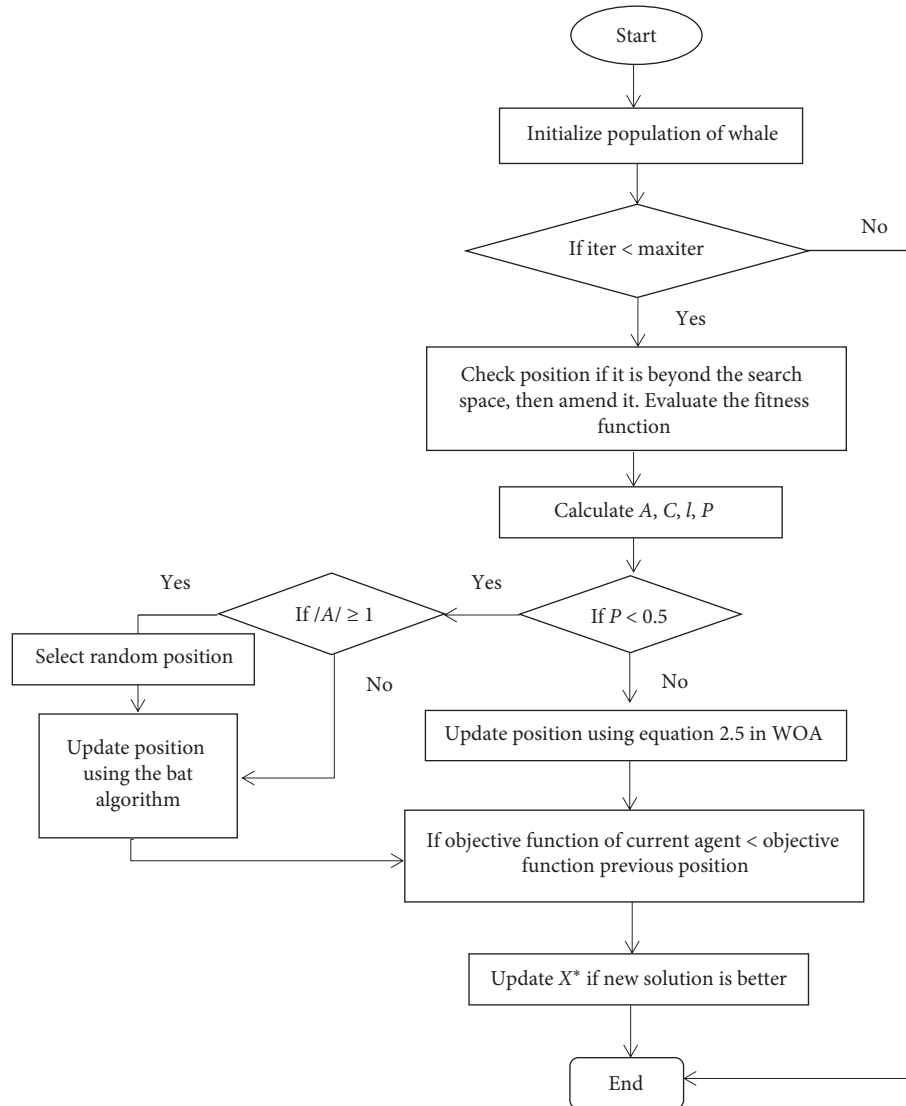 Start
Initialize population of whale
If iter < maxiter
No
Yes
Check position if it is beyond the search
space, then amend it. Evaluate the fitness
function
Calculate A, C, l, P
Yes
If /A/ ≥ 1
Yes
If P < 0.5
Select random position
No
No
Update position
using the bat
algorithm
Update position using equation 2.5 in WOA
If objective function of current agent < objective
function previous position
Update X* if new solution is better
End